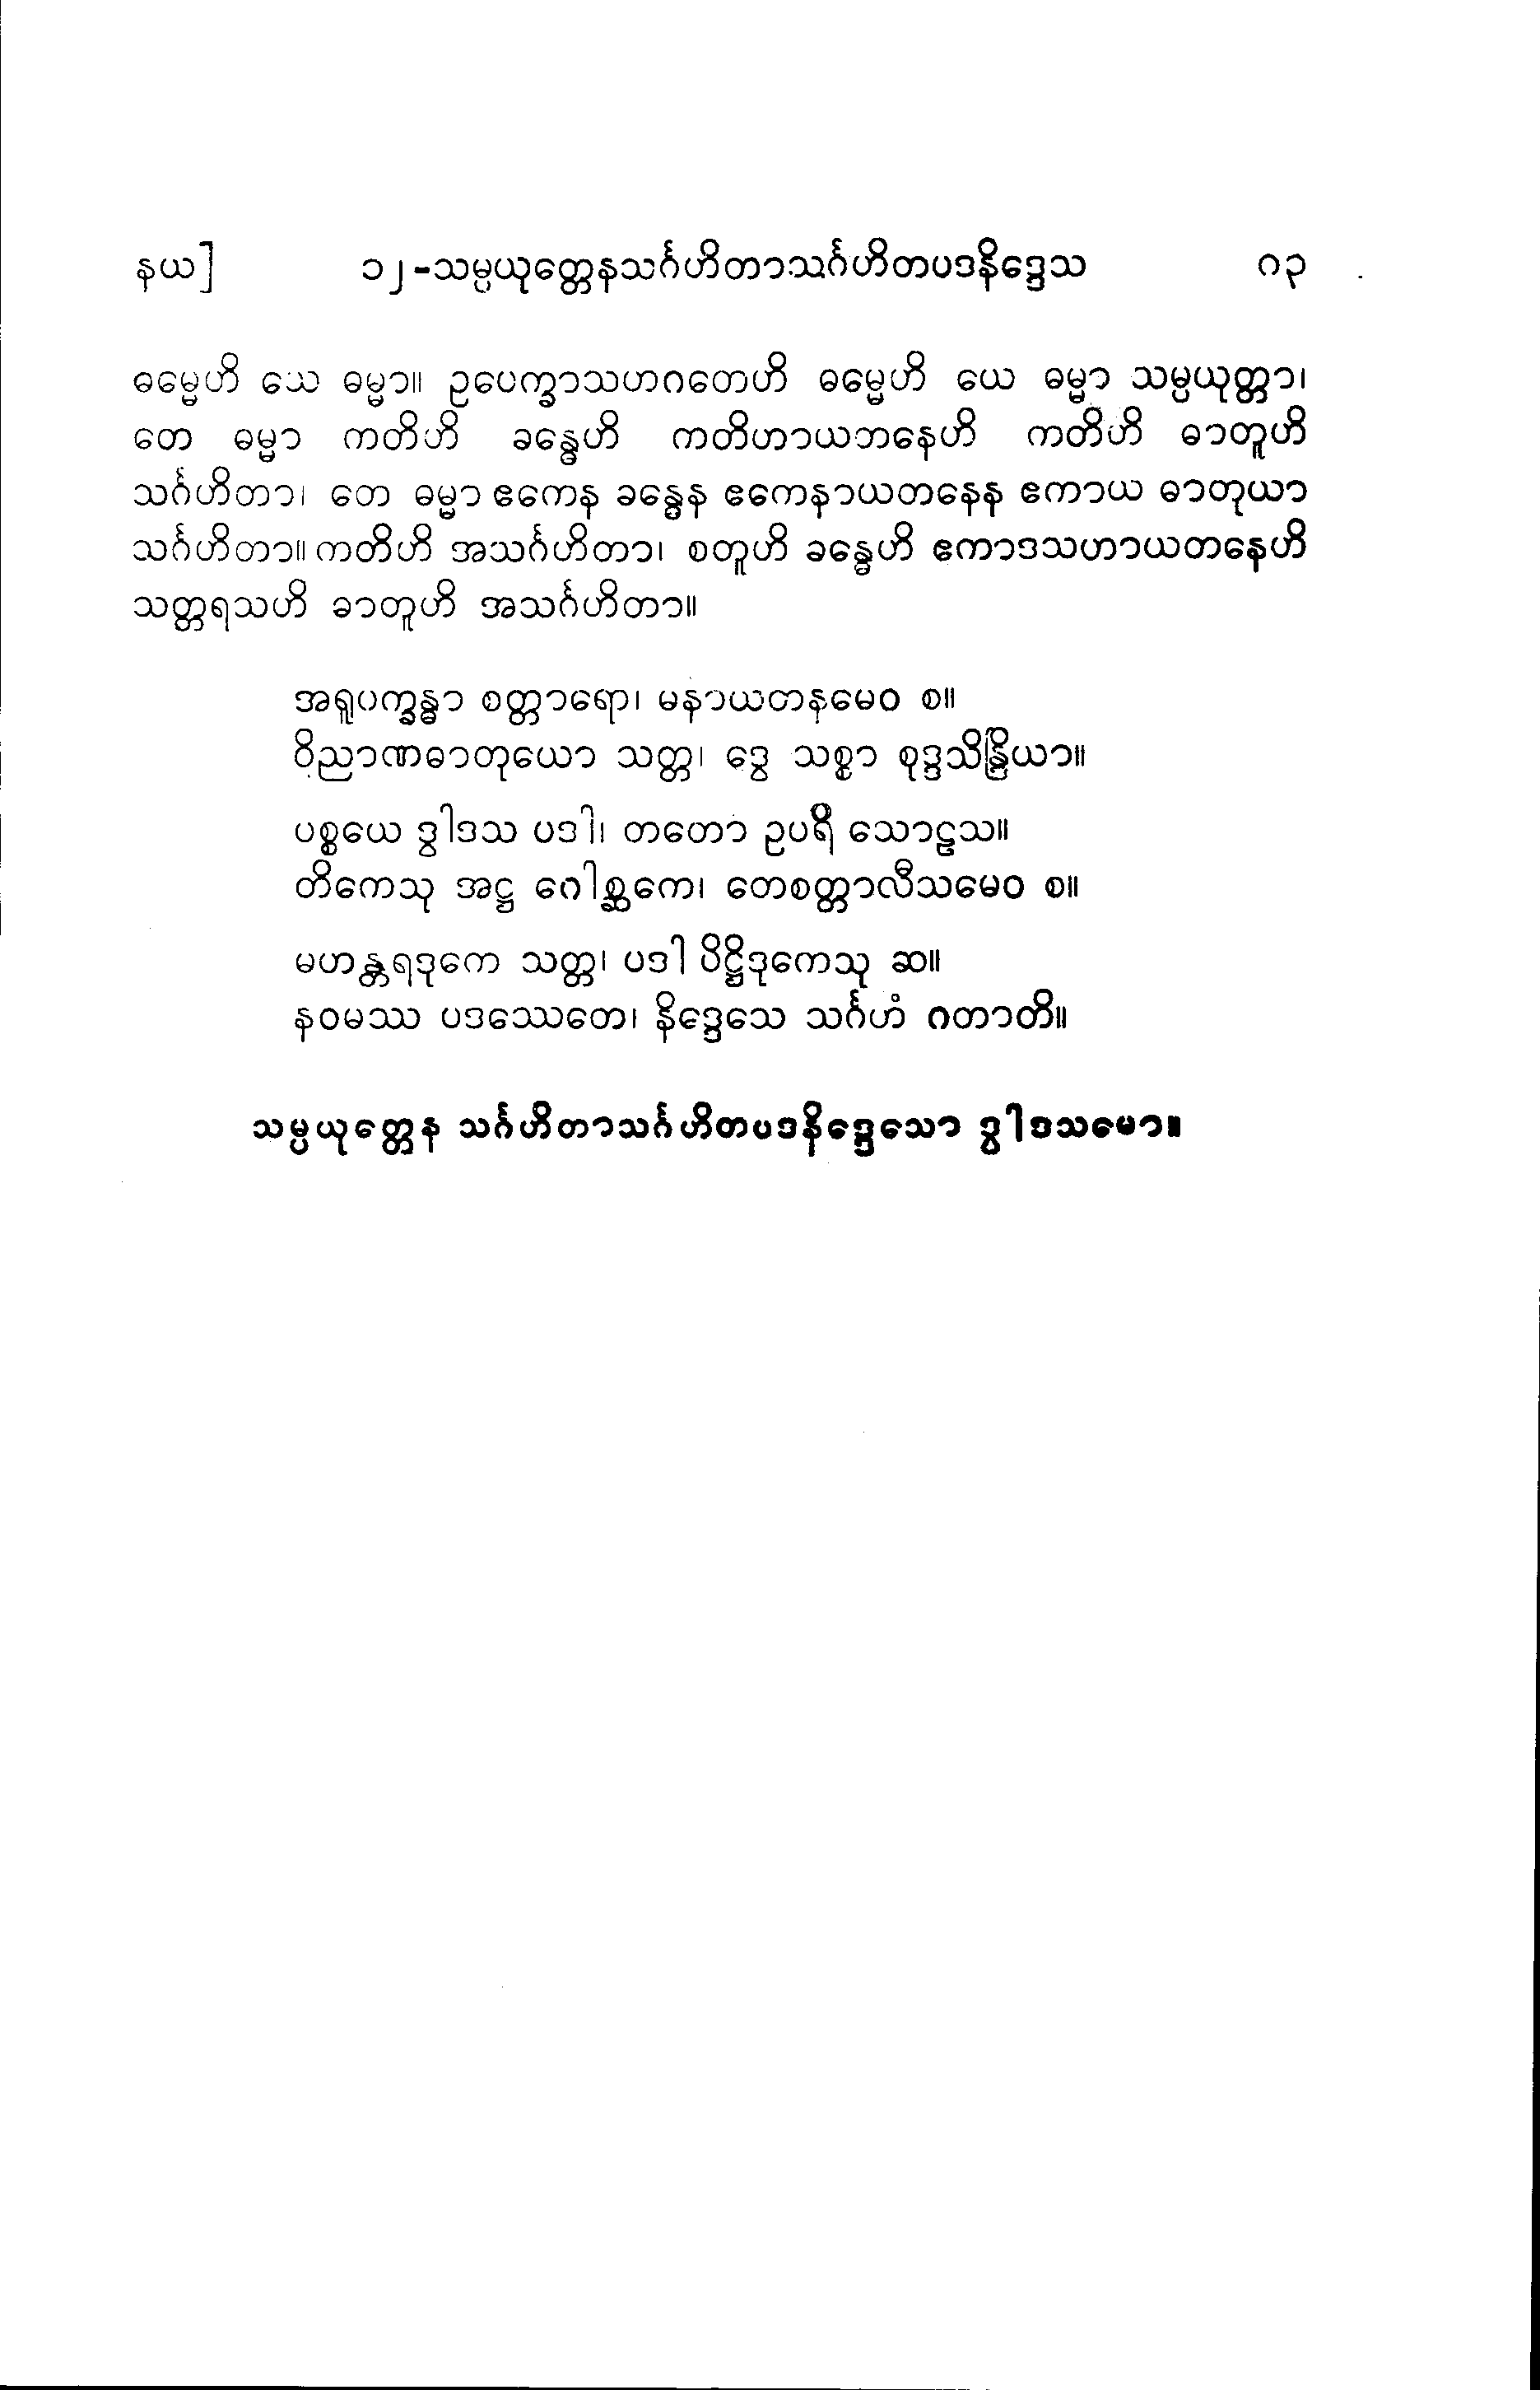 နယ]	၁၂-သမ္ပယုတ္တေနသင်္ဂဟိတာသင်္ဂဟိတပဒနိဒ္ဒေသ	၈၃
ဓမ္မေဟိ ယေ ဓမ္မာ။ ဥပေက္ခာသဟဂတေဟိ ဓမ္မေဟိ ယေ ဓမ္မာ သမ္ပယုတ္တာ၊
တေ ဓမ္မာ ကတိဟိ ခန္ဓေဟိ ကတိဟာယတနေဟိ ကတိဟိ ဓာတူဟိ
သင်္ဂဟိတာ၊ တေ ဓမ္မာ ဧကေန ခန္ဓေန ဧကေနာယတနေန ဧကာယ ဓာတုယာ
သင်္ဂဟိတာ။ ကတိဟိ အသင်္ဂဟိတာ၊ စတူဟိ ခန္ဓေဟိ ဧကာဒသဟာယတနေဟိ
သတ္တရသဟိ ဓာတူဟိ အသင်္ဂဟိတာ။
အရူပက္ခန္ဓာ စတ္တာရော၊ မနာယတနမေဝ စ။
ဝိညာဏဓာတုယော သတ္တ၊ ဒွေ သစ္စာ စုဒ္ဒသိန္ဒြိယာ။
ပစ္စယေ ဒွါဒသ ပဒါ၊ တတော ဥပရိ သောဠသ။
တိကေသု အဋ္ဌ ဂေါစ္ဆကေ၊ တေစတ္တာလီသမေဝ စ။
မဟန္တရဒုကေ သတ္တ၊ ပဒါ ပိဋ္ဌိဒုကေသု ဆ။
နဝမဿ ပဒဿေတေ၊ နိဒ္ဒေသေ သင်္ဂဟံ ဂတာတိ။
သမ္ပယုတ္တေန သင်္ဂဟိတာသင်္ဂဟိတပဒနိဒ္ဒေသော ဒွါဒသမော။